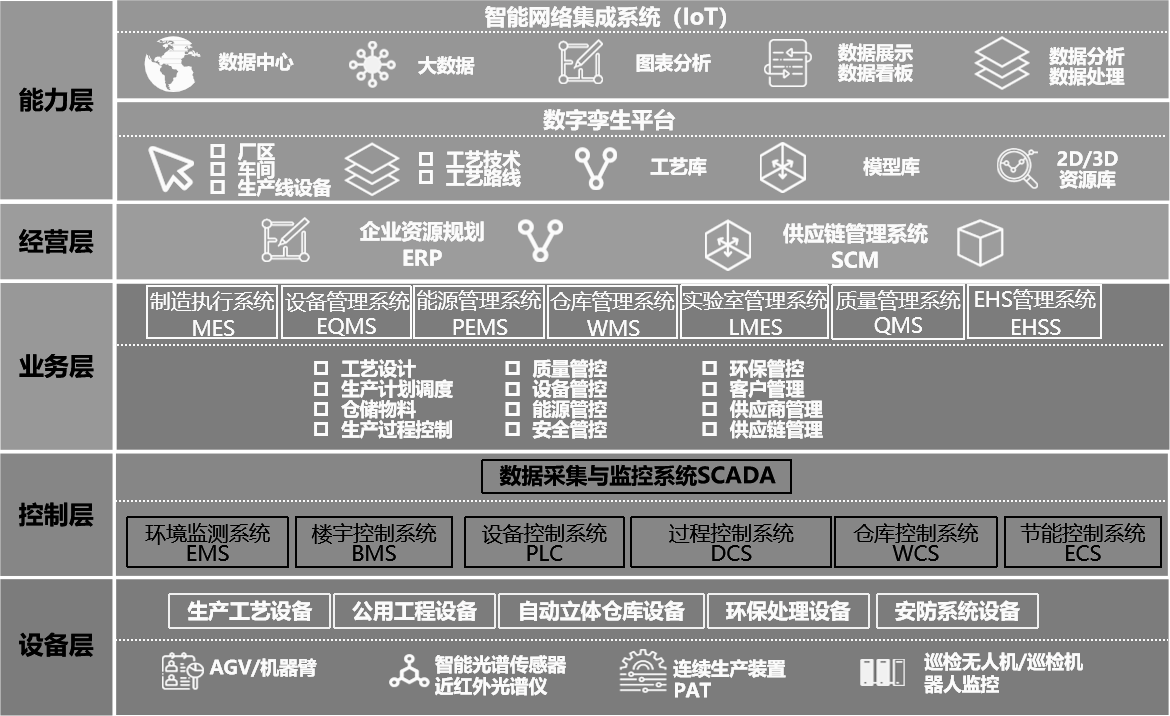 能力层
智能网络集成系统（IoT）
数据中心
大数据
图表分析
数据展示
数据看板
数据分析
数据处理
数字孪生平台
厂区
车间
生产线设备
工艺技术
工艺路线
工艺库
模型库
2D/3D
资源库
经营层
企业资源规划
ERP
供应链管理系统
SCM
业务层
制造执行系统
MES
设备管理系统
EQMS
能源管理系统
PEMS
仓库管理系统
WMS
实验室管理系统
LMES
质量管理系统
QMS
EHS管理系统
EHSS
工艺设计
生产计划调度
仓储物料
生产过程控制
质量管控
设备管控
能源管控
安全管控
环保管控
客户管理
供应商管理
供应链管理
控制层
数据采集与监控系统SCADA
环境监测系统
EMS
楼宇控制系统
BMS
设备控制系统
PLC
过程控制系统
DCS
仓库控制系统
WCS
节能控制系统
ECS
设备层
生产工艺设备
公用工程设备
自动立体仓库设备
环保处理设备
安防系统设备
AGV/机器臂
智能光谱传感器
近红外光谱仪
连续生产装置
PAT
巡检无人机/巡检机
器人监控